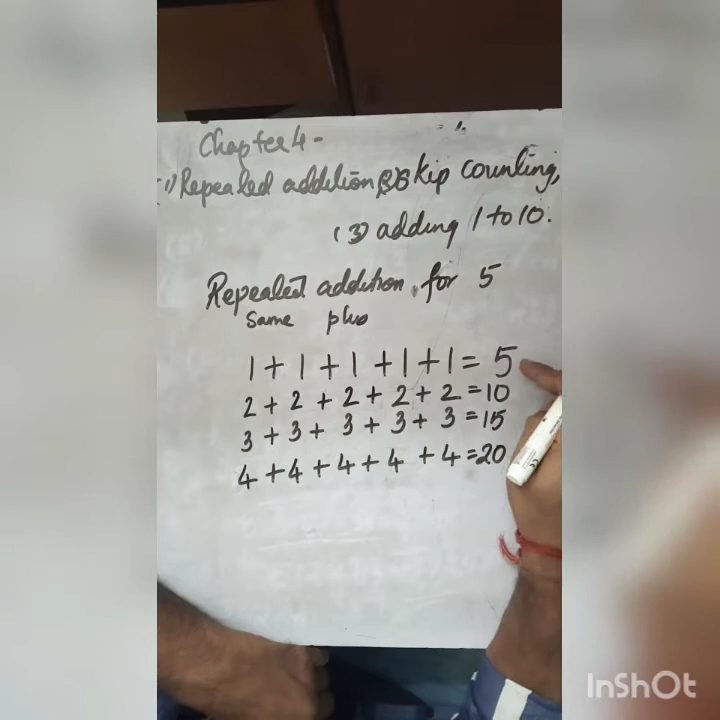 Chapter 4 -
(1) Repeated addition (2) Skip counting,
(3) adding 1 to 10.
Repeated addition for 5
same plus
1 + 1 + 1 + 1 + 1 = 5
2 + 2 + 2 + 2 + 2 = 10
3 + 3 + 3 + 3 + 3 = 15
4 + 4 + 4 + 4 + 4 = 20
InShOt